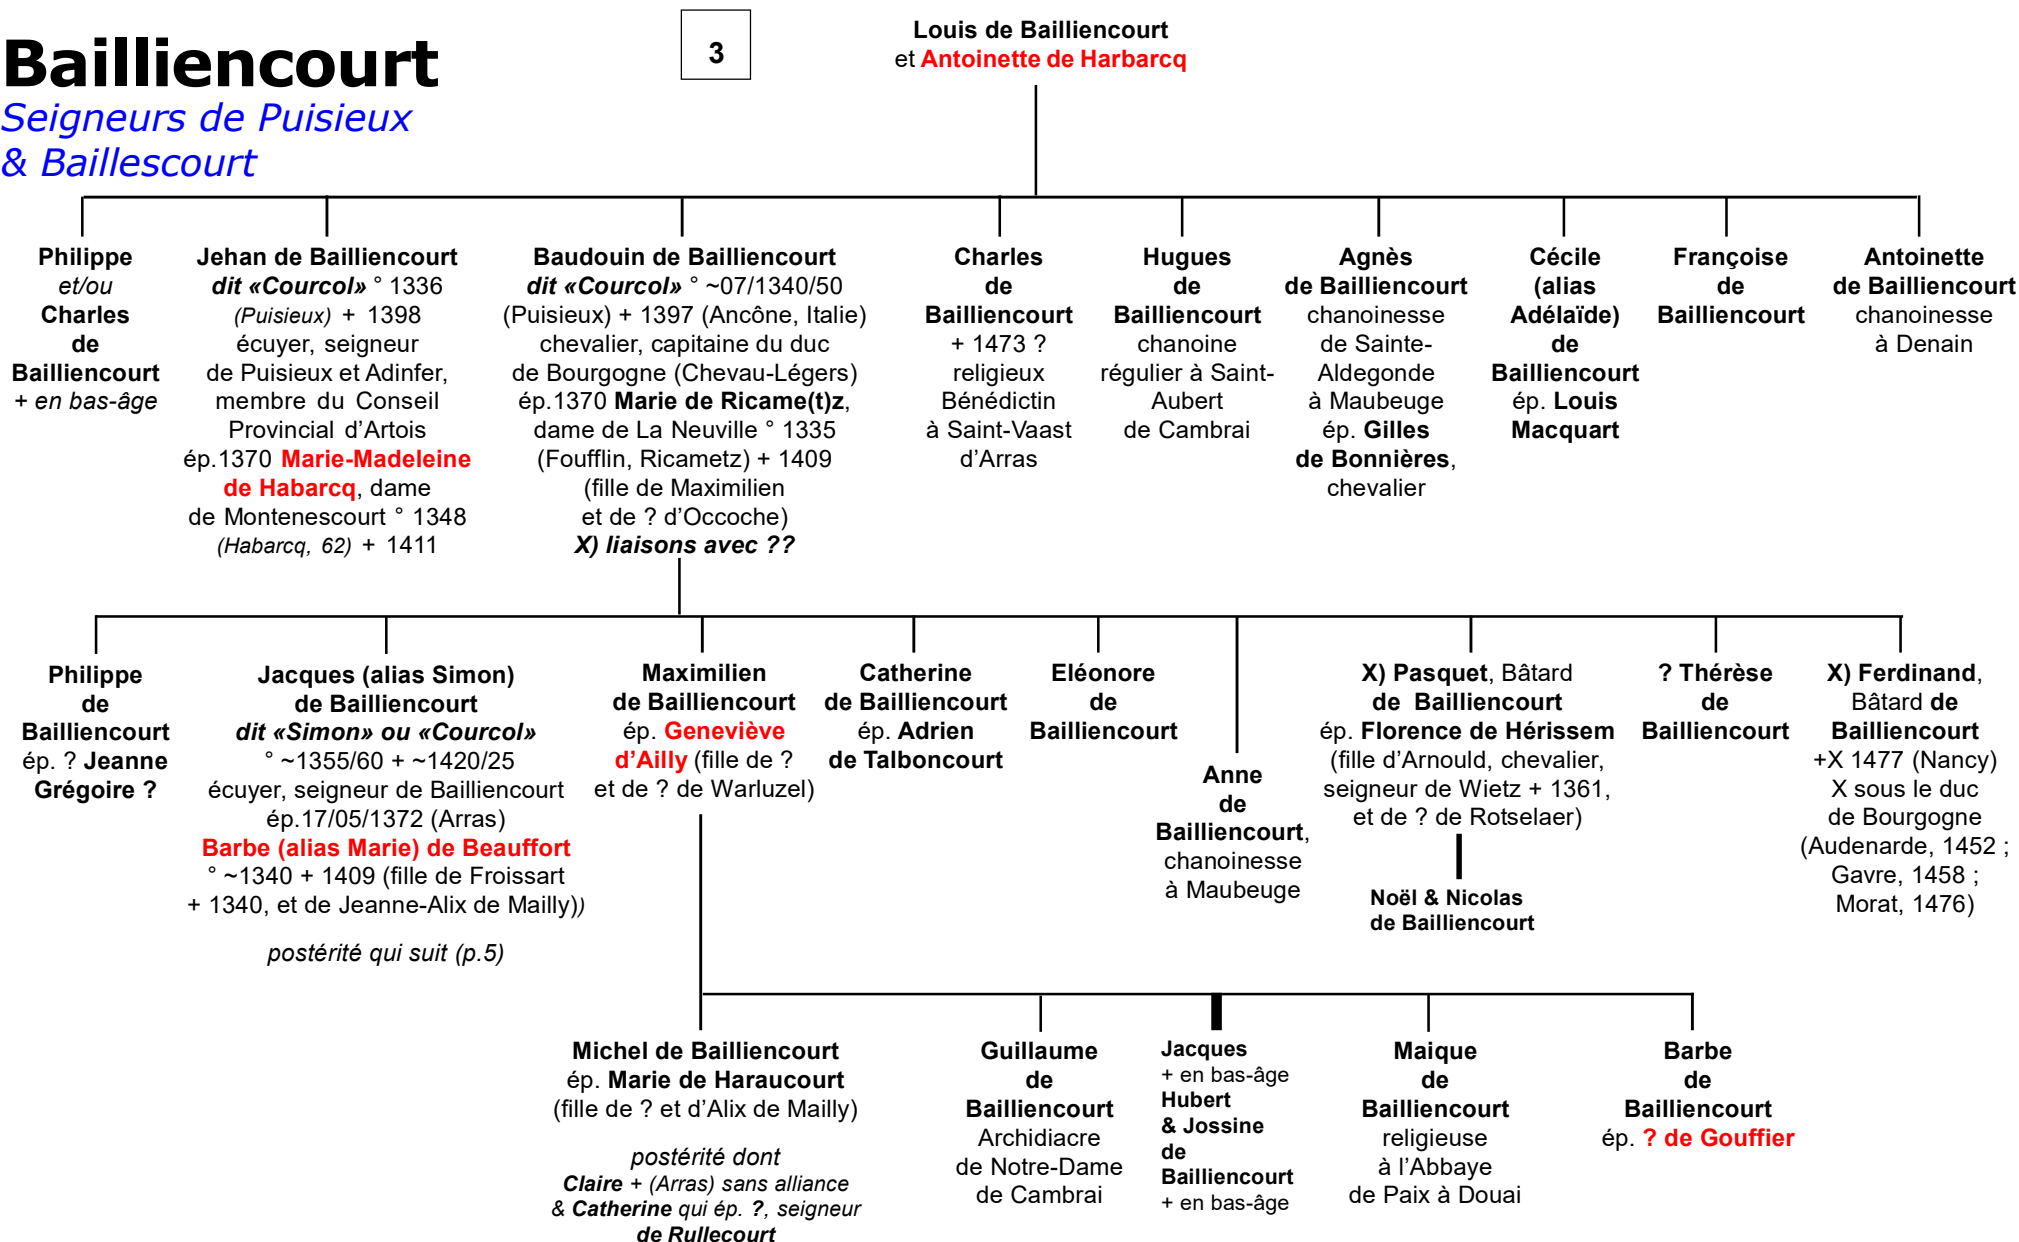 Bailliencourt
Seigneurs de Puisieux
& Baillescourt
3
Louis de Bailliencourt
et Antoinette de Harbarcq
Philippe
et/ou
Charles
de
Bailliencourt
+ en bas-âge
Jehan de Bailliencourt
dit «Courcol» ° 1336
(Puisieux) + 1398
écuyer, seigneur
de Puisieux et Adinfer,
membre du Conseil
Provincial d’Artois
ép.1370 Marie-Madeleine
de Habarcq, dame
de Montenescourt ° 1348
(Habarcq, 62) + 1411
Baudouin de Bailliencourt
dit «Courcol» ° ~07/1340/50
(Puisieux) + 1397 (Ancône, Italie)
chevalier, capitaine du duc
de Bourgogne (Chevau-Légers)
ép.1370 Marie de Ricame(t)z,
dame de La Neuville ° 1335
(Foufflin, Ricametz) + 1409
(fille de Maximilien
et de ? d’Occoche)
X) liaisons avec ??
Charles
de
Bailliencourt
+ 1473 ?
religieux
Bénédictin
à Saint-Vaast
d’Arras
Hugues
de
Bailliencourt
chanoine
régulier à Saint-
Aubert
de Cambrai
Agnès
de Bailliencourt
chanoinesse
de Sainte-
Aldegonde
à Maubeuge
ép. Gilles
de Bonnières,
chevalier
Cécile
(alias
Adélaïde)
de
Bailliencourt
ép. Louis
Macquart
Françoise
de
Bailliencourt
Antoinette
de Bailliencourt
chanoinesse
à Denain
Philippe
de
Bailliencourt
ép. ? Jeanne
Grégoire ?
Jacques (alias Simon)
de Bailliencourt
dit «Simon» ou «Courcol»
° ~1355/60 + ~1420/25
écuyer, seigneur de Bailliencourt
ép.17/05/1372 (Arras)
Barbe (alias Marie) de Beauffort
° ~1340 + 1409 (fille de Froissart
+ 1340, et de Jeanne-Alix de Mailly))
postérité qui suit (p.5)
Maximilien
de Bailliencourt
ép. Geneviève
d’Ailly (fille de ?
et de ? de Warluzel)
Catherine
de Bailliencourt
ép. Adrien
de Talboncourt
Eléonore
de
Bailliencourt
Anne
de
Bailliencourt,
chanoinesse
à Maubeuge
X) Pasquet, Bâtard
de Bailliencourt
ép. Florence de Hérissem
(fille d’Arnould, chevalier,
seigneur de Wietz + 1361,
et de ? de Rotselaer)
Noël & Nicolas
de Bailliencourt
? Thérèse
de
Bailliencourt
X) Ferdinand,
Bâtard de
Bailliencourt
+X 1477 (Nancy)
X sous le duc
de Bourgogne
(Audenarde, 1452 ;
Gavre, 1458 ;
Morat, 1476)
Michel de Bailliencourt
ép. Marie de Haraucourt
(fille de ? et d’Alix de Mailly)
postérité dont
Claire + (Arras) sans alliance
& Catherine qui ép. ?, seigneur
de Rullecourt
Guillaume
de
Bailliencourt
Archidiacre
de Notre-Dame
de Cambrai
Jacques
+ en bas-âge
Hubert
& Jossine
de
Bailliencourt
+ en bas-âge
Maique
de
Bailliencourt
religieuse
à l’Abbaye
de Paix à Douai
Barbe
de
Bailliencourt
ép. ? de Gouffier